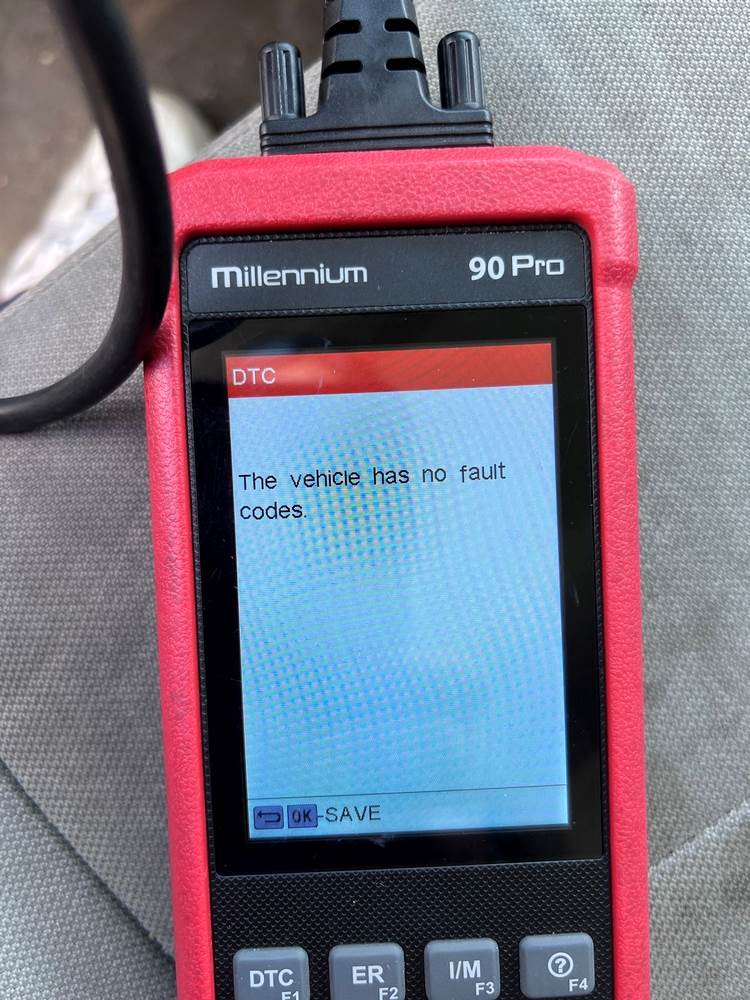 Millennium 90 Pro
DTC
The vehicle has no fault
codes.
OK-SAVE
DTC ER I/M ?
F1 F2 F3 F4